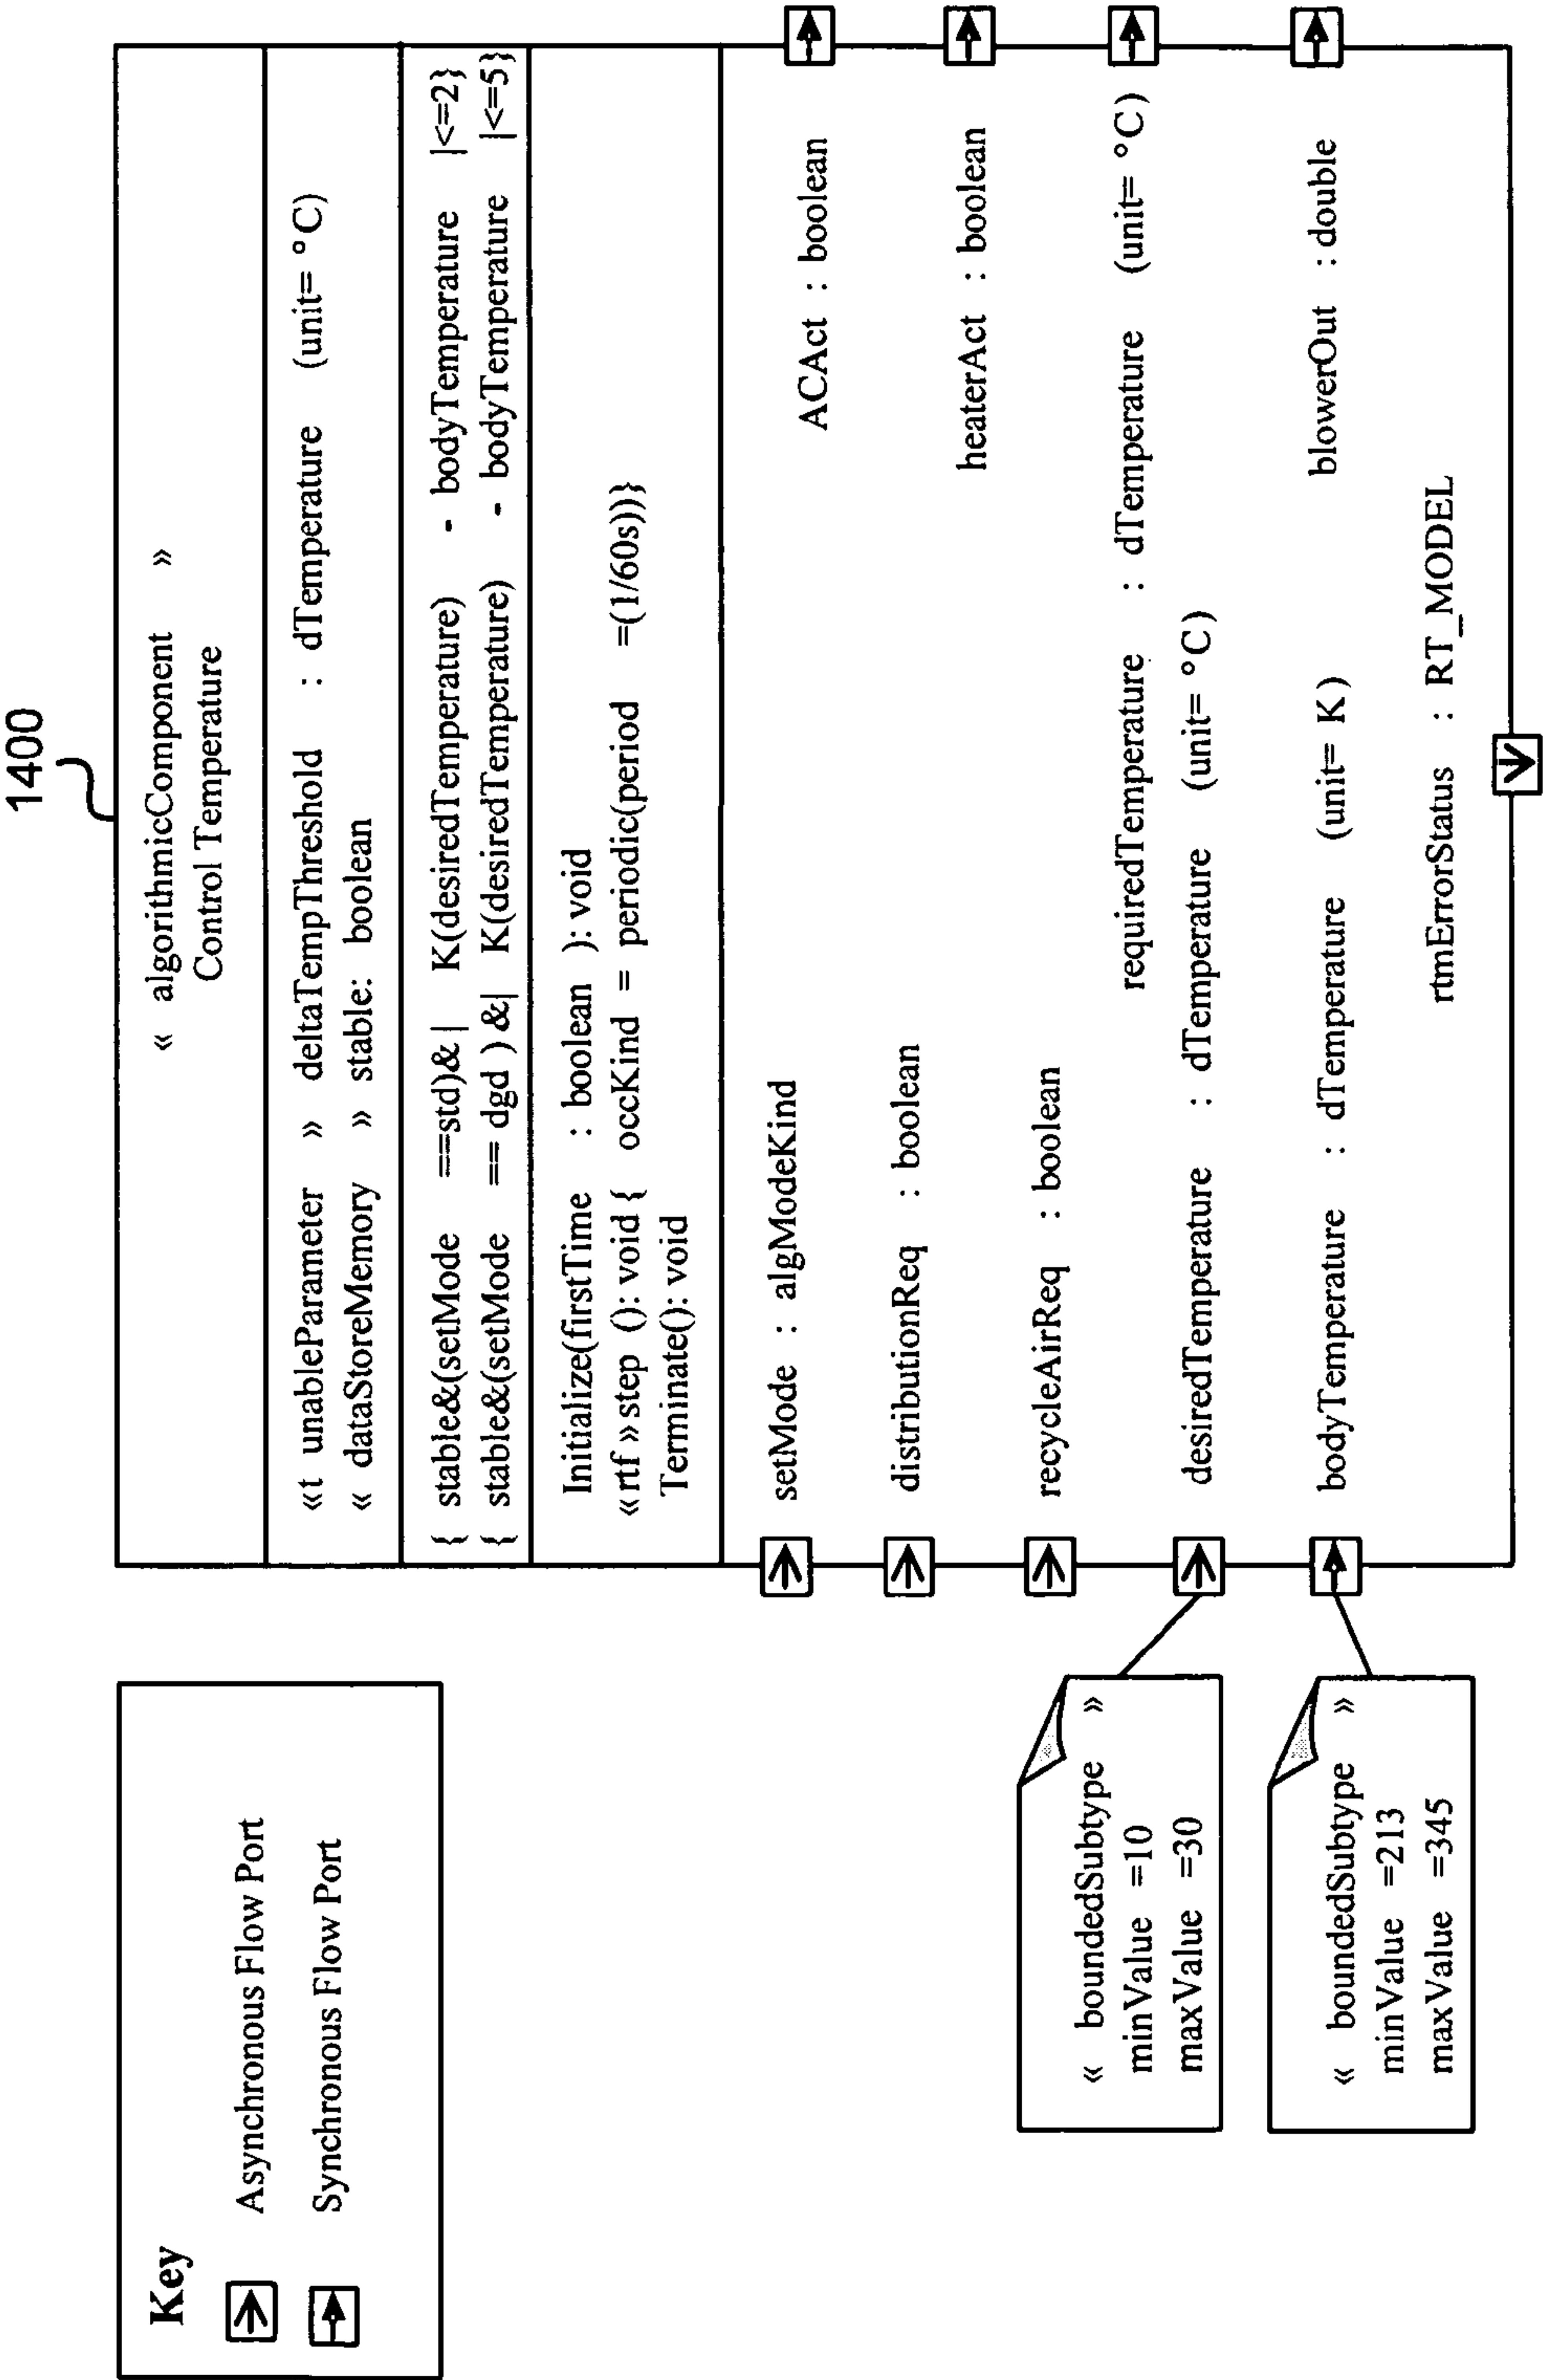 1400
Key
Asynchronous Flow Port
Synchronous Flow Port
« algorithmicComponent »
Control Temperature
«t unableParameter » deltaTempThreshold : dTemperature (unit= °C)
« dataStoreMemory » stable: boolean
{ stable&(setMode ==std)&| K(desiredTemperature) - bodyTemperature |<=2}
{ stable&(setMode == dgd ) &| K(desiredTemperature) - bodyTemperature |<=5}
Initialize(firstTime : boolean ): void
«rtf » step (): void { occKind = periodic(period =(1/60s))}
Terminate(): void
setMode : algModeKind
ACAct : boolean
distributionReq : boolean
heaterAct : boolean
recycleAirReq : boolean
requiredTemperature : dTemperature (unit= °C)
desiredTemperature : dTemperature (unit= °C)
bodyTemperature : dTemperature (unit= K)
blowerOut : double
rtmErrorStatus : RT_MODEL
« boundedSubtype »
minValue =10
maxValue =30
« boundedSubtype »
minValue =213
maxValue =345